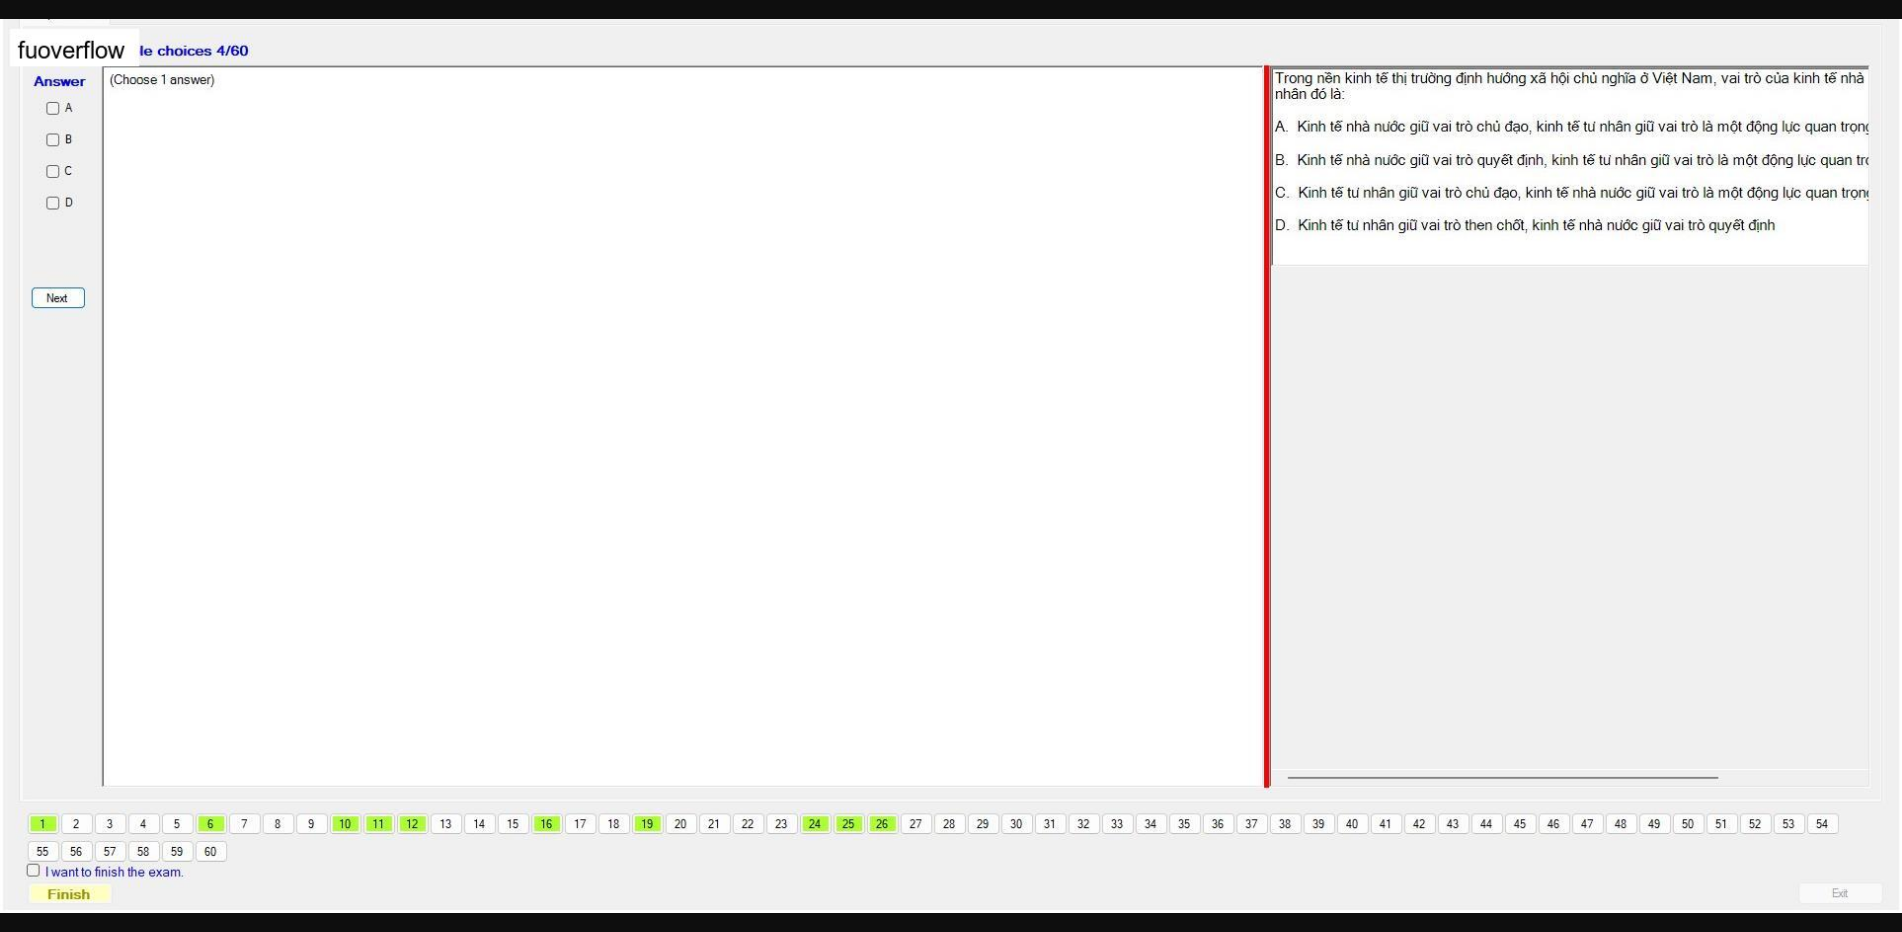 fuoverflow le choices 4/60
Answer
(Choose 1 answer)
A
B
C
D
Next
Trong nền kinh tế thị trường định hướng xã hội chủ nghĩa ở Việt Nam, vai trò của kinh tế nhà
nhân đó là:
A. Kinh tế nhà nước giữ vai trò chủ đạo, kinh tế tư nhân giữ vai trò là một động lực quan trọng
B. Kinh tế nhà nước giữ vai trò quyết định, kinh tế tư nhân giữ vai trò là một động lực quan
C. Kinh tế tư nhân giữ vai trò chủ đạo, kinh tế nhà nước giữ vai trò là một động lực quan trọng
D. Kinh tế tư nhân giữ vai trò then chốt, kinh tế nhà nước giữ vai trò quyết định
1 2 3 4 5 6 7 8 9 10 11 12 13 14 15 16 17 18 19 20 21 22 23 24 25 26 27 28 29 30 31 32 33 34 35 36 37 38 39 40 41 42 43 44 45 46 47 48 49 50 51 52 53 54
55 56 57 58 59 60
I want to finish the exam.
Finish
Exit